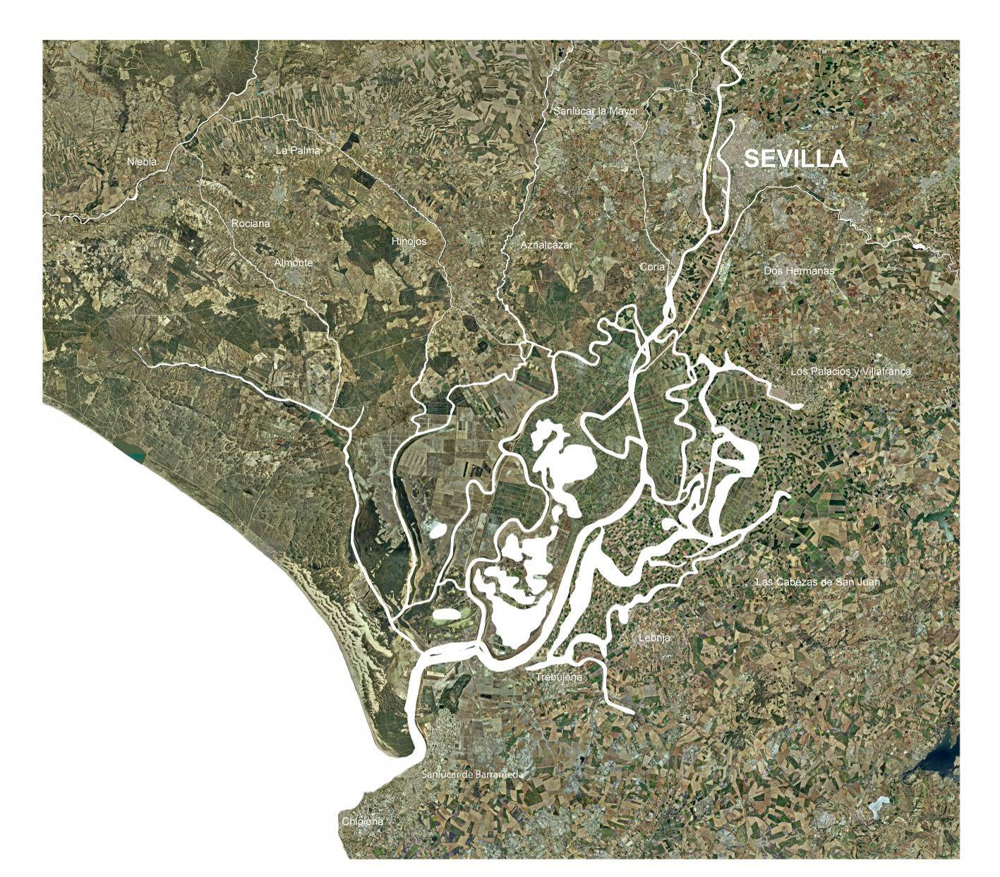 Sanlúcar la Mayor
La Palma
SEVILLA
Niebla
Rociana
Hinojos
Aznalcázar
Almonte
Coria
Dos Hermanas
Los Palacios y Villafranca
Las Cabezas de San Juan
Lebrija
Trebujena
Sanlúcar de Barrameda
Chipiona